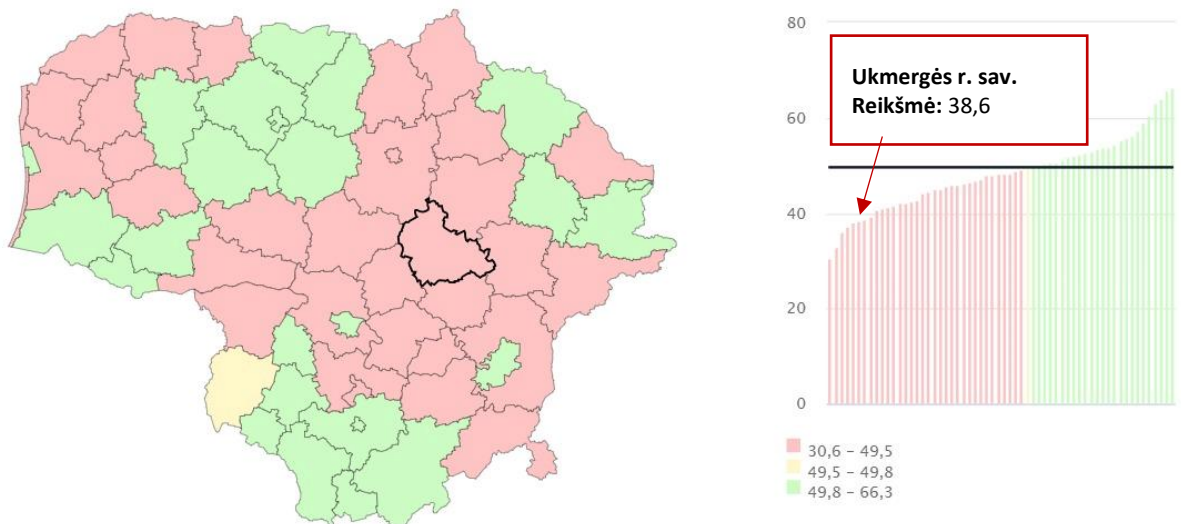 80
Ukmergės r. sav.
Reikšmė: 38,6
60
40
20
0
30,6 – 49,5
49,5 – 49,8
49,8 – 66,3